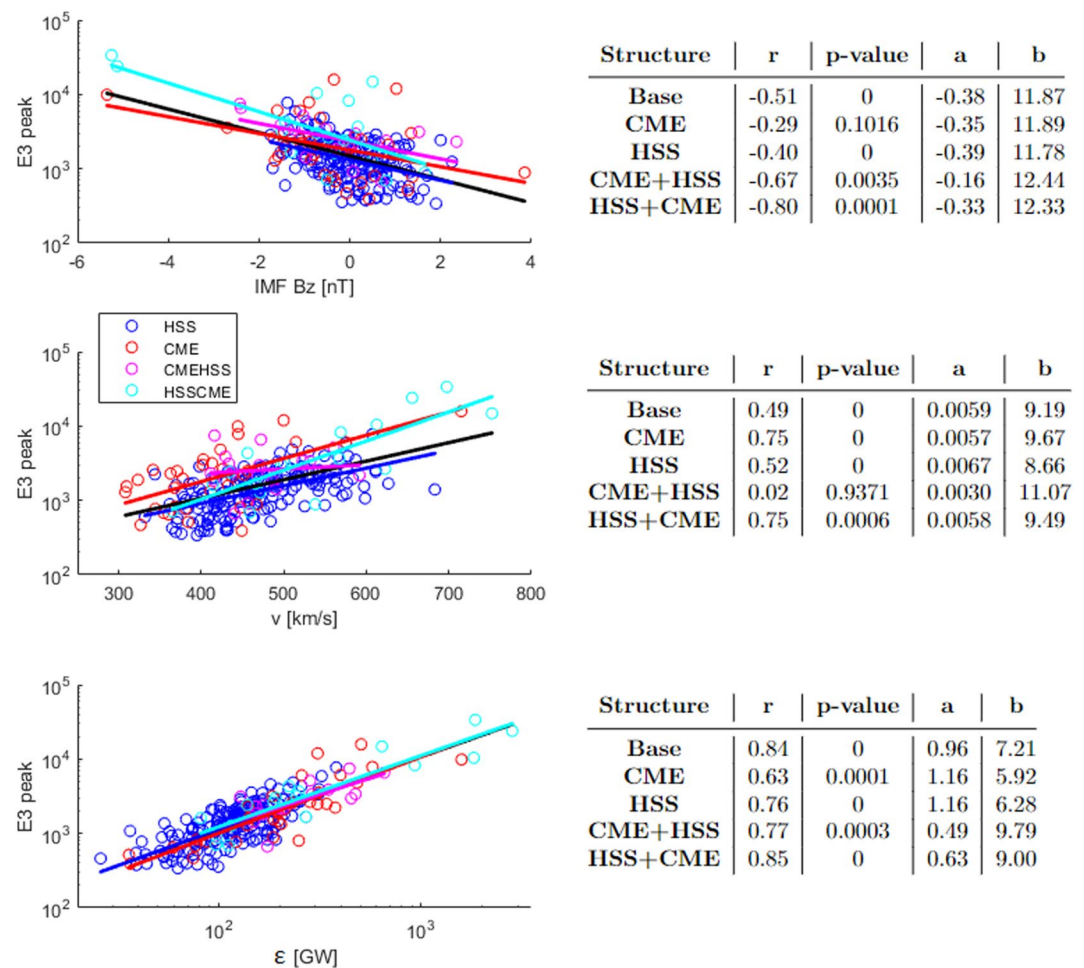 10^5
10^4
10^3
10^2
E3 peak
-6 -4 -2 0 2 4
IMF Bz [nT]
Structure r p-value a b
Base -0.51 0 -0.38 11.87
CME -0.29 0.1016 -0.35 11.89
HSS -0.40 0 -0.39 11.78
CME+HSS -0.67 0.0035 -0.16 12.44
HSS+CME -0.80 0.0001 -0.33 12.33
HSS
CME
CMEHSS
HSSCME
10^5
10^4
10^3
10^2
E3 peak
300 400 500 600 700 800
v [km/s]
Structure r p-value a b
Base 0.49 0 0.0059 9.19
CME 0.75 0 0.0057 9.67
HSS 0.52 0 0.0067 8.66
CME+HSS 0.02 0.9371 0.0030 11.07
HSS+CME 0.75 0.0006 0.0058 9.49
10^5
10^4
10^3
10^2
E3 peak
10^2 10^3
ε [GW]
Structure r p-value a b
Base 0.84 0 0.96 7.21
CME 0.63 0.0001 1.16 5.92
HSS 0.76 0 1.16 6.28
CME+HSS 0.77 0.0003 0.49 9.79
HSS+CME 0.85 0 0.63 9.00